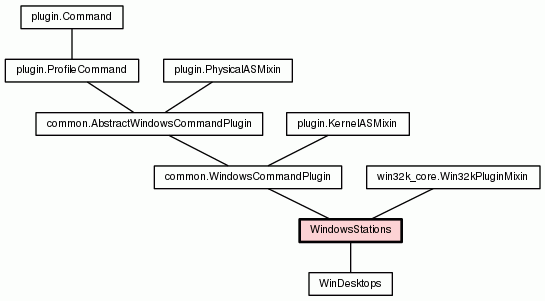 plugin.Command
plugin.ProfileCommand
plugin.PhysicalASMixin
common.AbstractWindowsCommandPlugin
plugin.KernelASMixin
common.WindowsCommandPlugin
win32k_core.Win32kPluginMixin
WindowsStations
WinDesktops